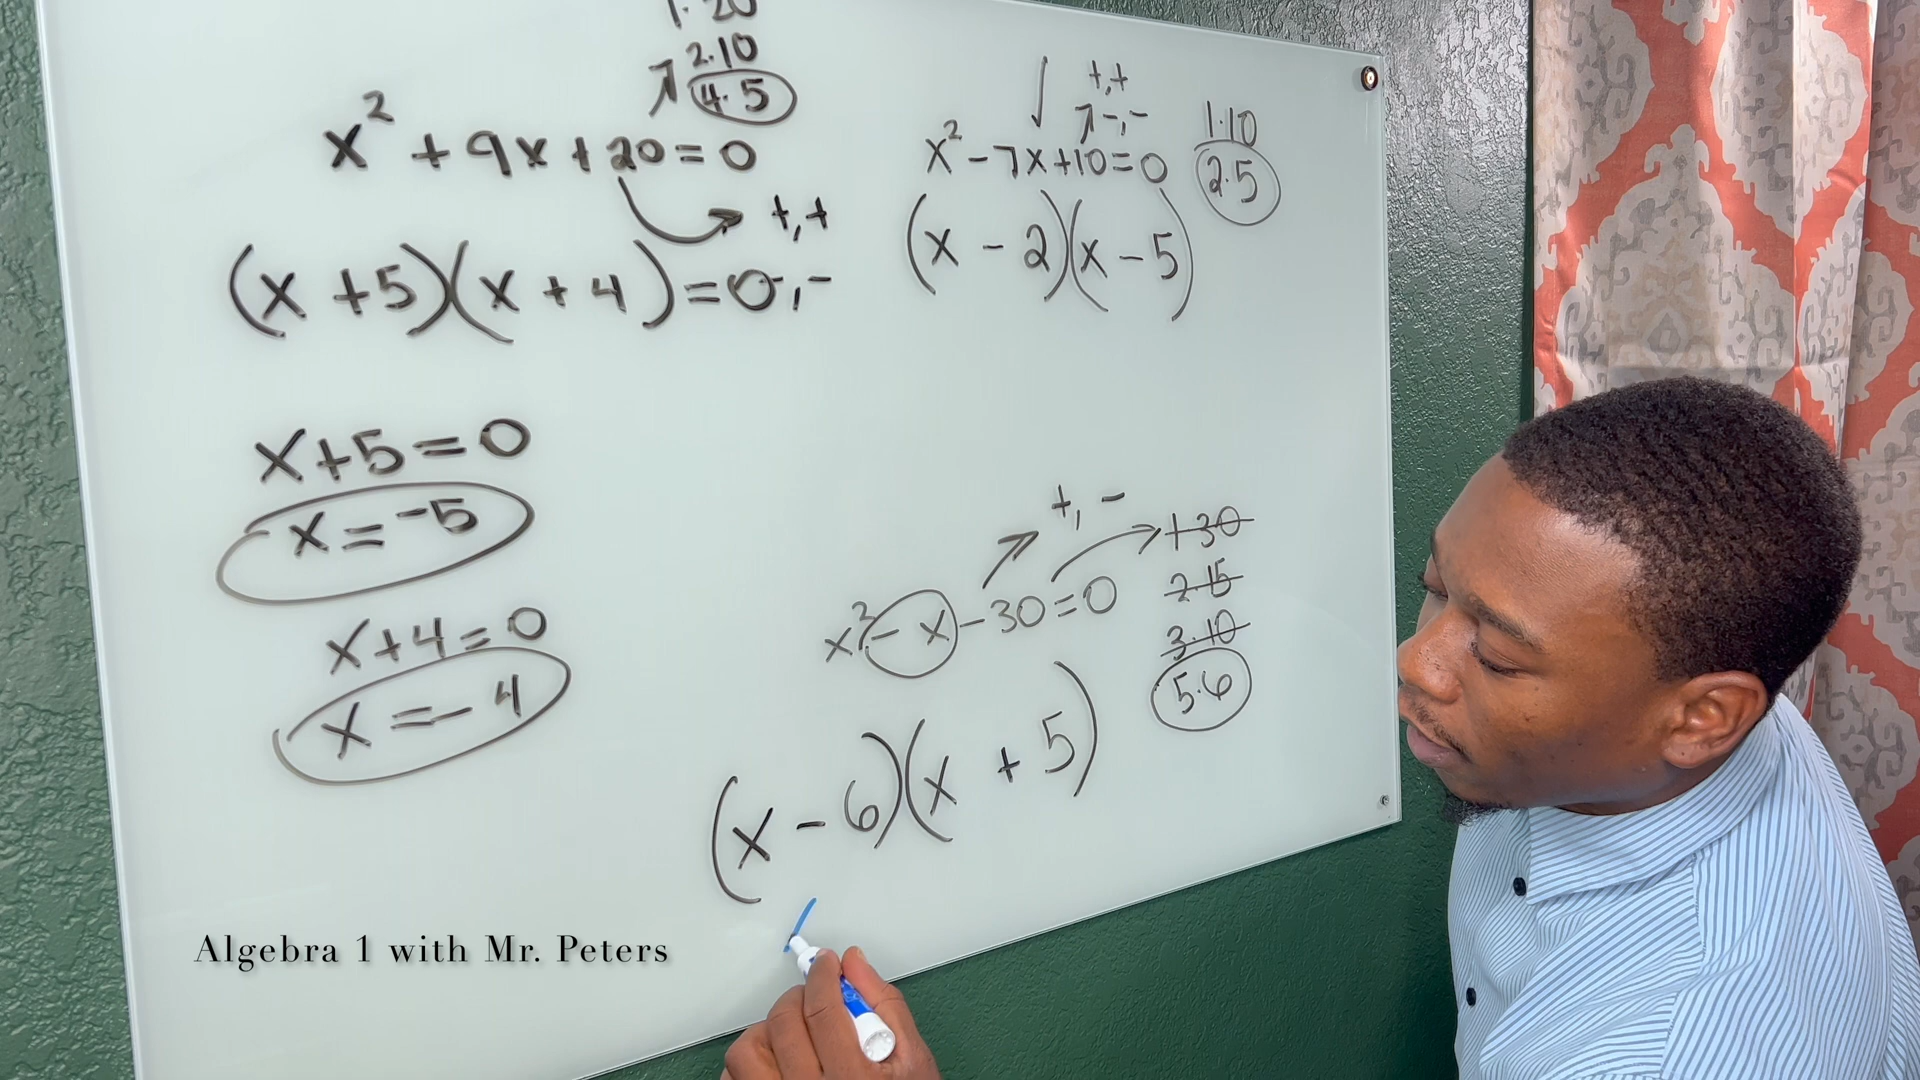 1·20
2·10
4·5
x² + 9x + 20 = 0
+,+
-,-
(x + 5)(x + 4) = 0
x + 5 = 0
x = -5
x + 4 = 0
x = -4
+,+
-,-
x² - 7x + 10 = 0
1·10
2·5
(x - 2)(x - 5)
+, -
x² - x - 30 = 0
1·30
2·15
3·10
5·6
(x - 6)(x + 5)
Algebra 1 with Mr. Peters